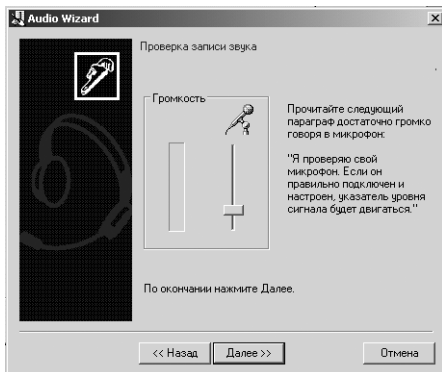 Audio Wizard
Проверка записи звука
Громкость
Прочитайте следующий
параграф достаточно громко
говоря в микрофон:
"Я проверяю свой
микрофон. Если он
правильно подключен и
настроен, указатель уровня
сигнала будет двигаться."
По окончании нажмите Далее.
<< Назад
Далее >>
Отмена